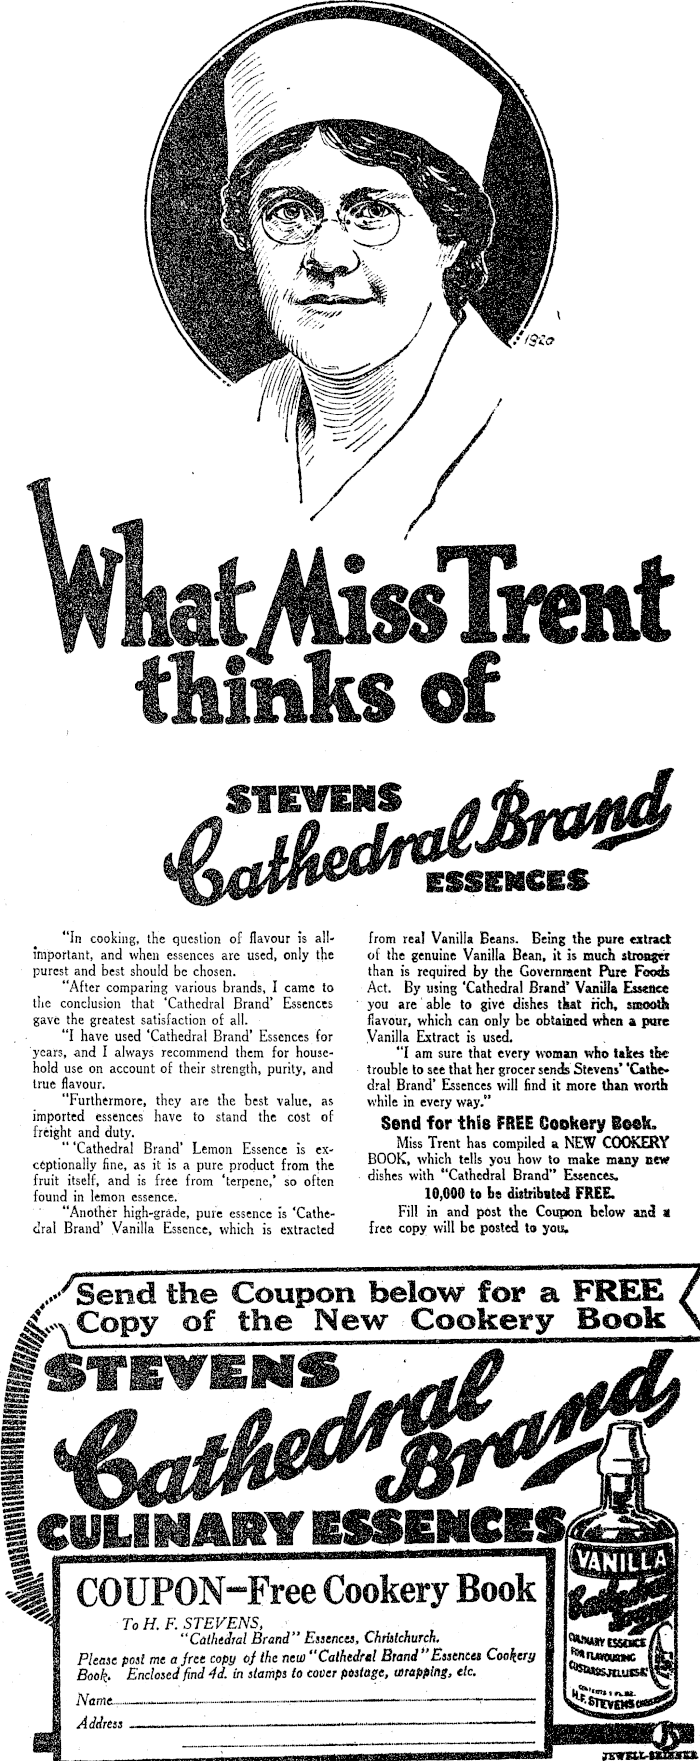 1920
What Miss Trent
thinks of
STEVENS
Cathedral Brand
ESSENCES
"In cooking, the question of flavour is all-
important, and when essences are used, only the
purest and best should be chosen.
"After comparing various brands, I came to
the conclusion that 'Cathedral Brand' Essences
gave the greatest satisfaction of all.
"I have used 'Cathedral Brand' Essences for
years, and I always recommend them for house-
hold use on account of their strength, purity, and
true flavour.
"Furthermore, they are the best value, as
imported essences have to stand the cost of
freight and duty.
"'Cathedral Brand' Lemon Essence is ex-
ceptionally fine, as it is a pure product from the
fruit itself, and is free from 'terpene,' so often
found in lemon essence.
"Another high-grade, pure essence is 'Cathe-
dral Brand' Vanilla Essence, which is extracted
from real Vanilla Beans. Being the pure extract
of the genuine Vanilla Bean, it is much stronger
than is required by the Government Pure Foods
Act. By using 'Cathedral Brand' Vanilla Essence
you are able to give dishes that rich, smooth
flavour, which can only be obtained when a pure
Vanilla Extract is used.
"I am sure that every woman who takes the
trouble to see that her grocer sends Stevens' 'Cathe-
dral Brand' Essences will find it more than worth
while in every way."
Send for this FREE Cookery Book.
Miss Trent has compiled a NEW COOKERY
BOOK, which tells you how to make many new
dishes with "Cathedral Brand" Essences.
10,000 to be distributed FREE.
Fill in and post the Coupon below and a
free copy will be posted to you.
Send the Coupon below for a FREE
Copy of the New Cookery Book
STEVENS
Cathedral
Brand
CULINARY ESSENCES
COUPON—Free Cookery Book
To H. F. STEVENS,
"Cathedral Brand" Essences, Christchurch.
Please post me a free copy of the new "Cathedral Brand" Essences Cookery
Book. Enclosed find 4d. in stamps to cover postage, wrapping, etc.
Name
Address
VANILLA
Cathedral
Brand
CULINARY ESSENCE
FOR FLAVOURING
CUSTARDS, JELLIES &c
CONTENTS FL. OZ.
H.F. STEVENS